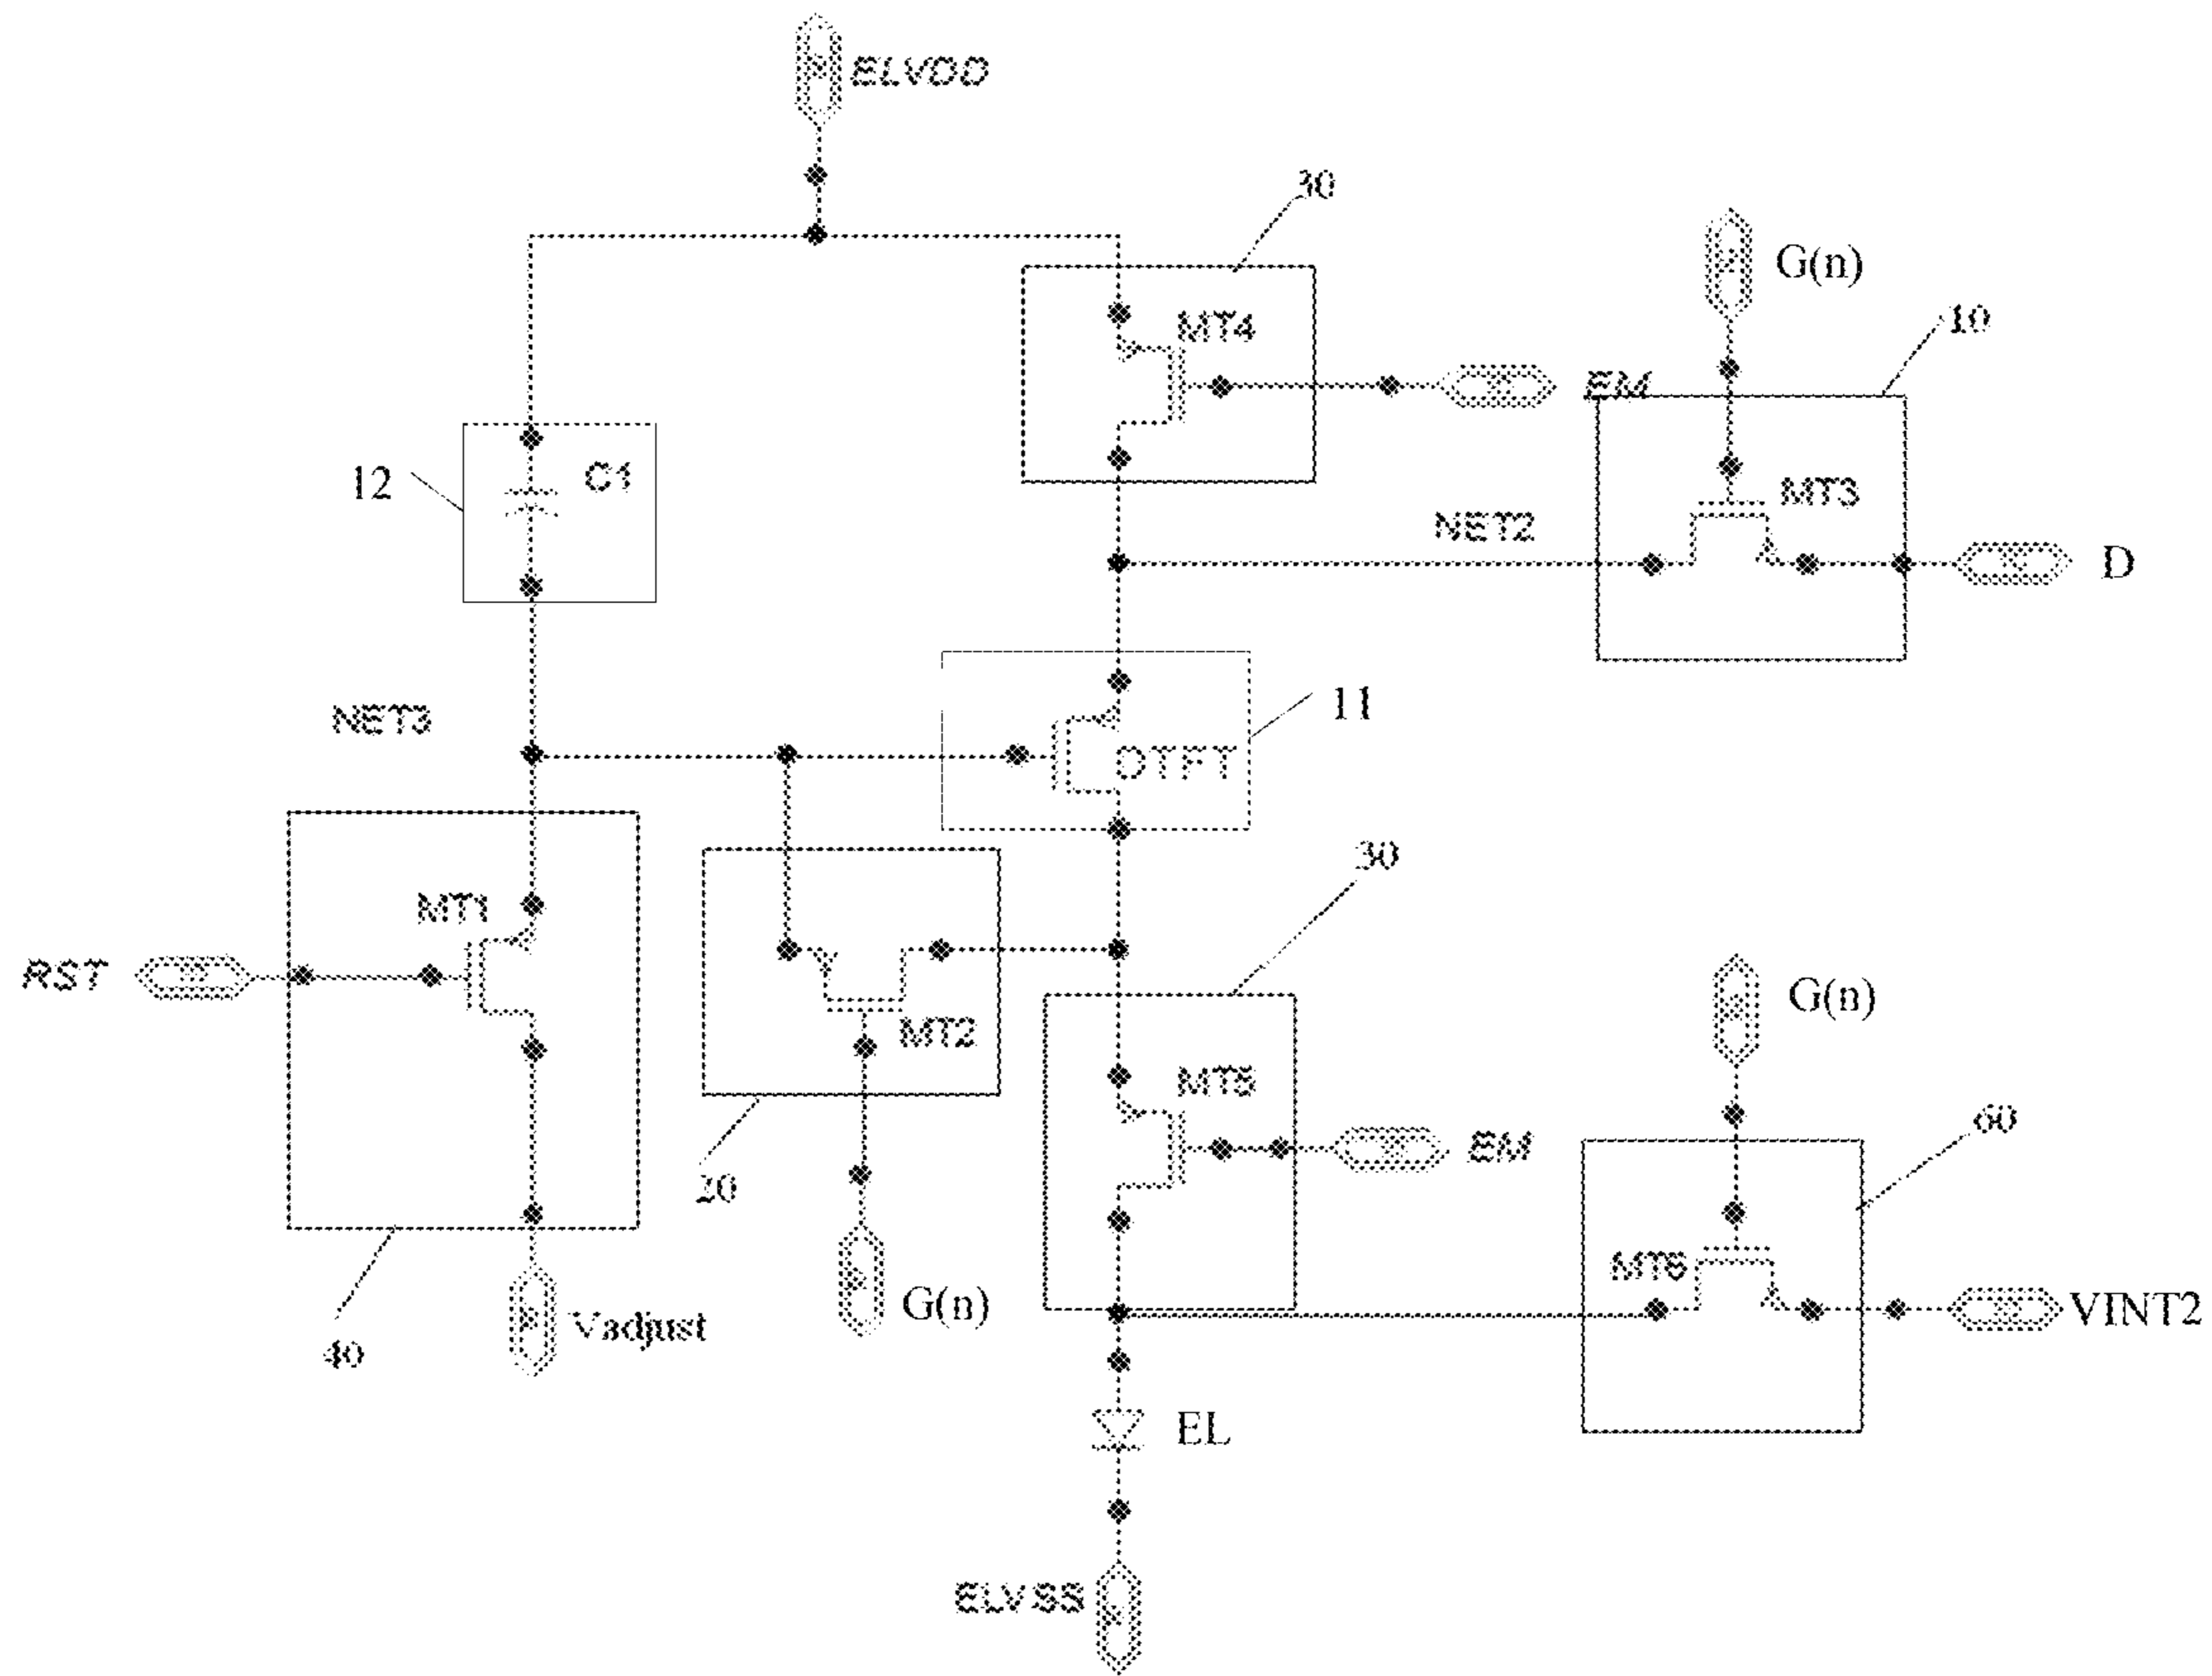 ELVDD
30
G(n)
10
MT4
EM
12
C1
MT3
NET2
D
NET3
11
DTFT
30
MT1
RST
G(n)
MT2
MT5
60
EM
20
MT6
G(n)
VINT2
Vadjust
40
EL
ELVSS